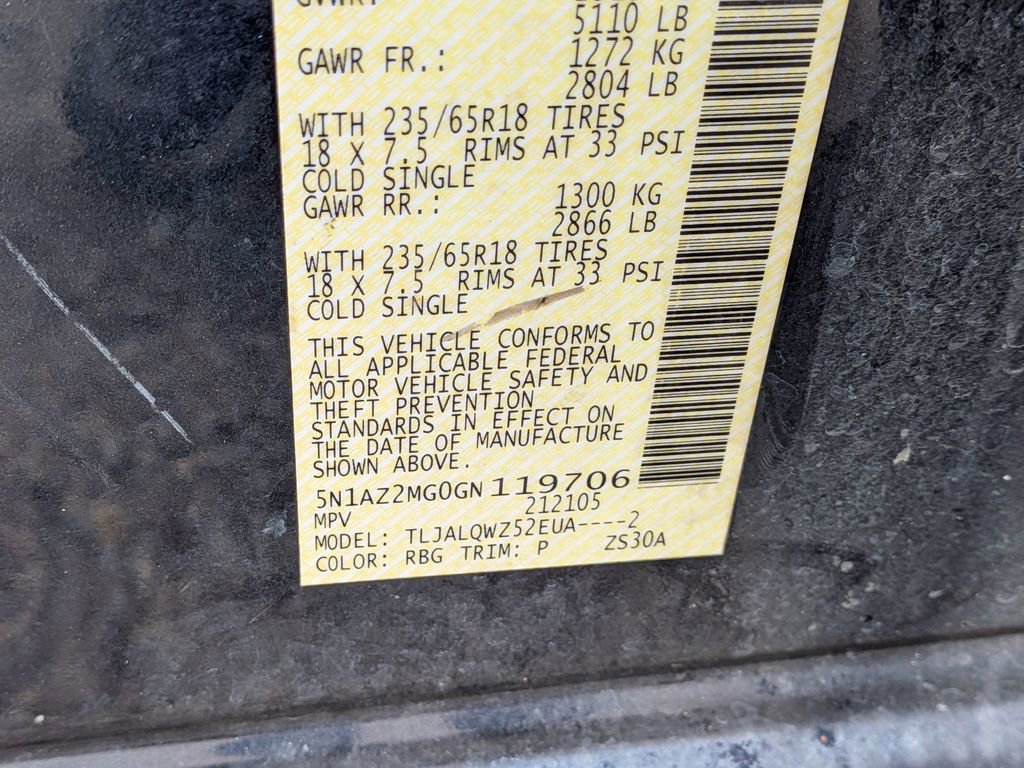 5110 LB
GAWR FR.: 1272 KG
2804 LB
WITH 235/65R18 TIRES
18 X 7.5 RIMS AT 33 PSI
COLD SINGLE
GAWR RR.: 1300 KG
2866 LB
WITH 235/65R18 TIRES
18 X 7.5 RIMS AT 33 PSI
COLD SINGLE
THIS VEHICLE CONFORMS TO
ALL APPLICABLE FEDERAL
MOTOR VEHICLE SAFETY AND
THEFT PREVENTION
STANDARDS IN EFFECT ON
THE DATE OF MANUFACTURE
SHOWN ABOVE.
5N1AZ2MG0GN 119706
MPV 212105
MODEL: TLJALQWZ52EUA----2
COLOR: RBG TRIM: P ZS30A